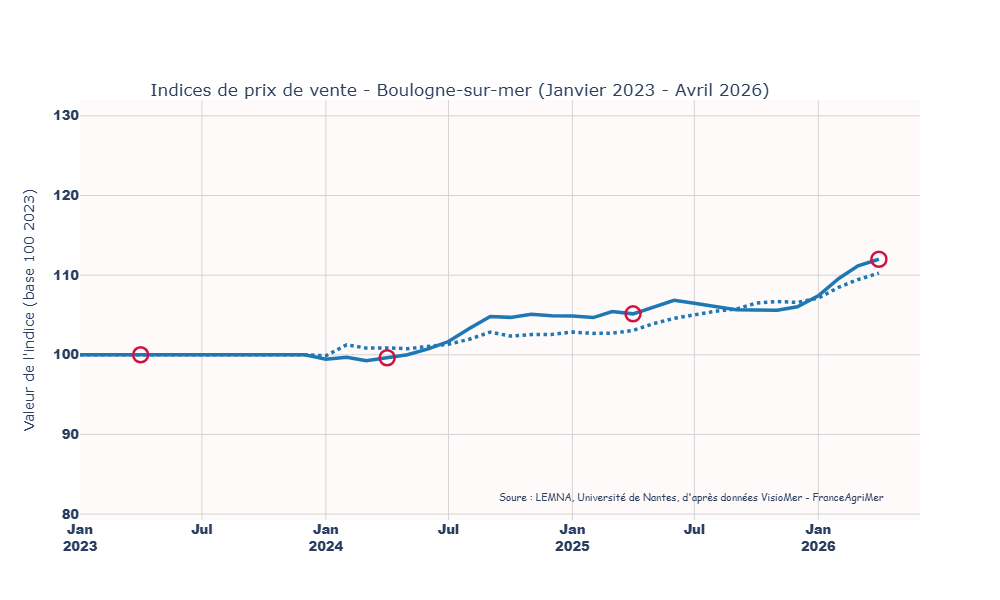 Indices de prix de vente - Boulogne-sur-mer (Janvier 2023 - Avril 2026)
Valeur de l'indice (base 100 2023)
130
120
110
100
90
80
Soure : LEMNA, Université de Nantes, d'après données VisioMer - FranceAgriMer
Jan Jul Jan Jul Jan Jul Jan
2023 2024 2025 2026